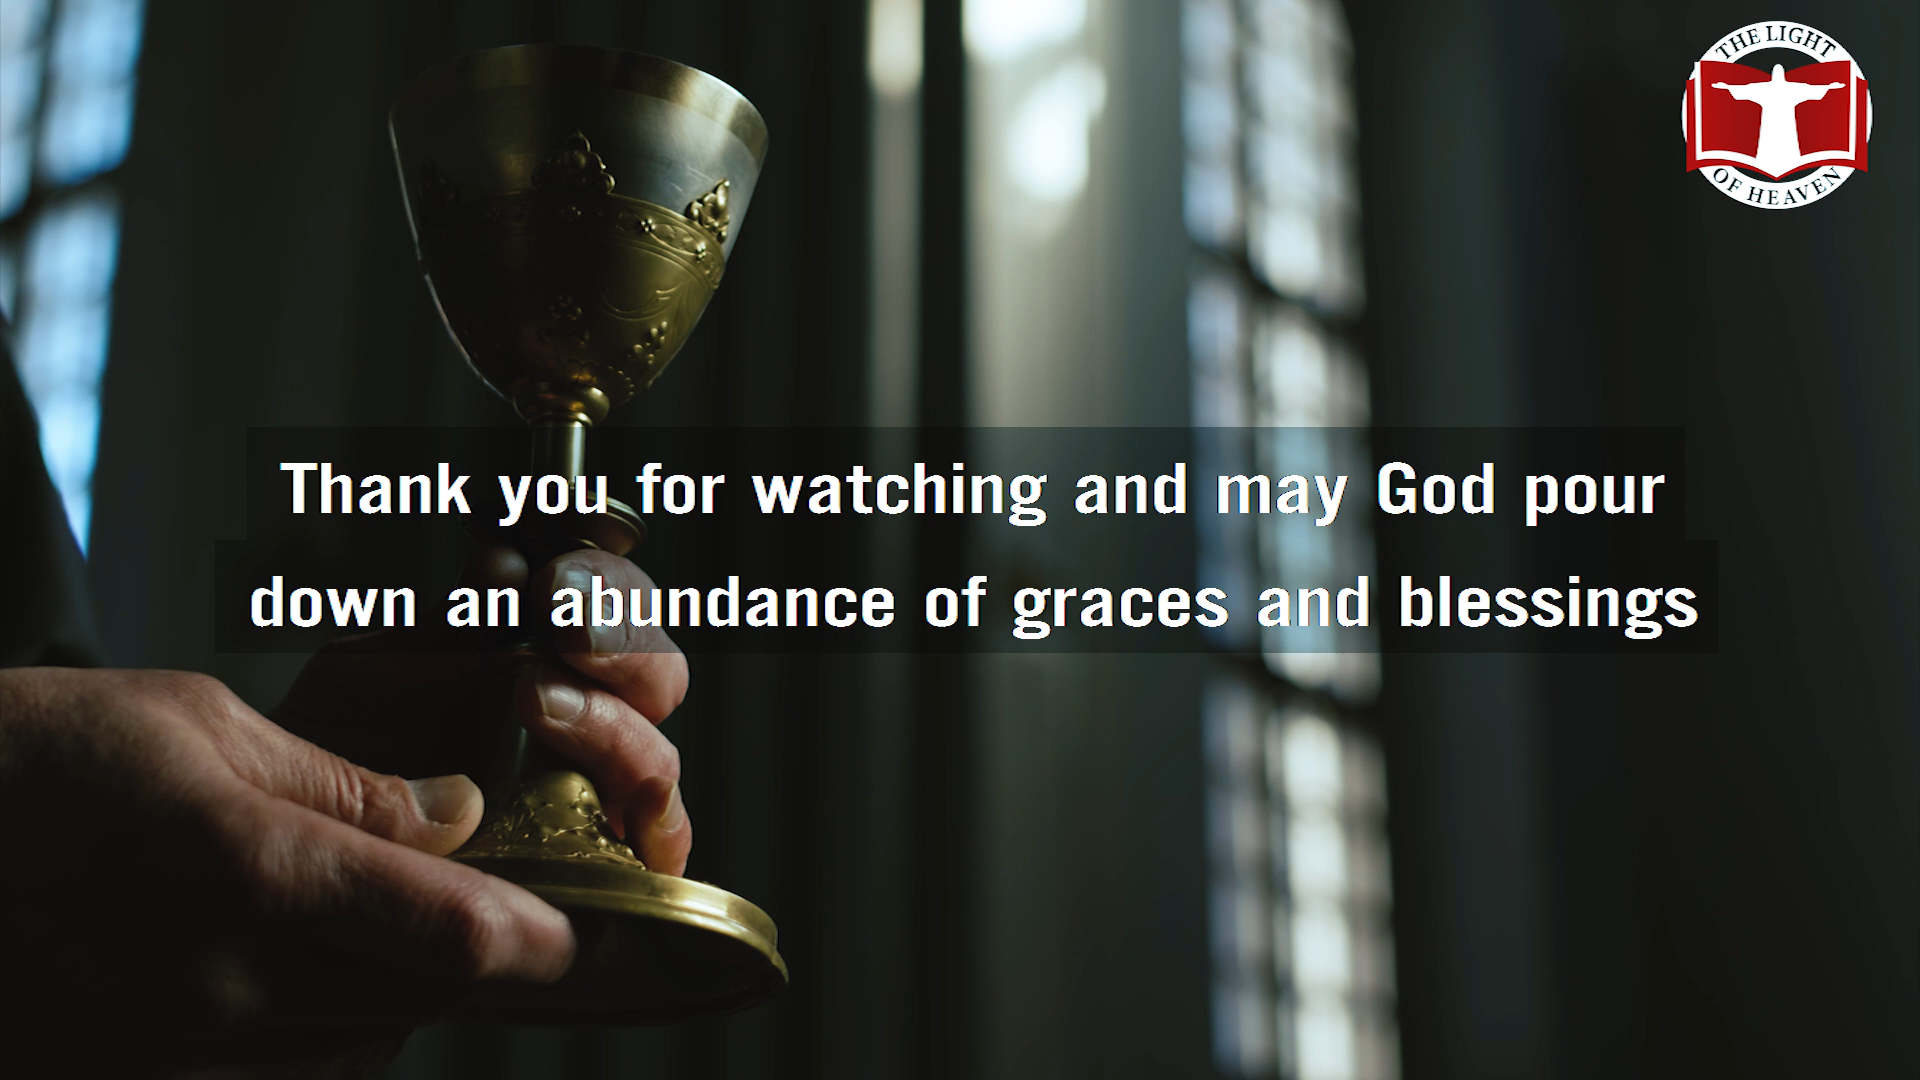 THE LIGHT
OF HEAVEN
Thank you for watching and may God pour
down an abundance of graces and blessings